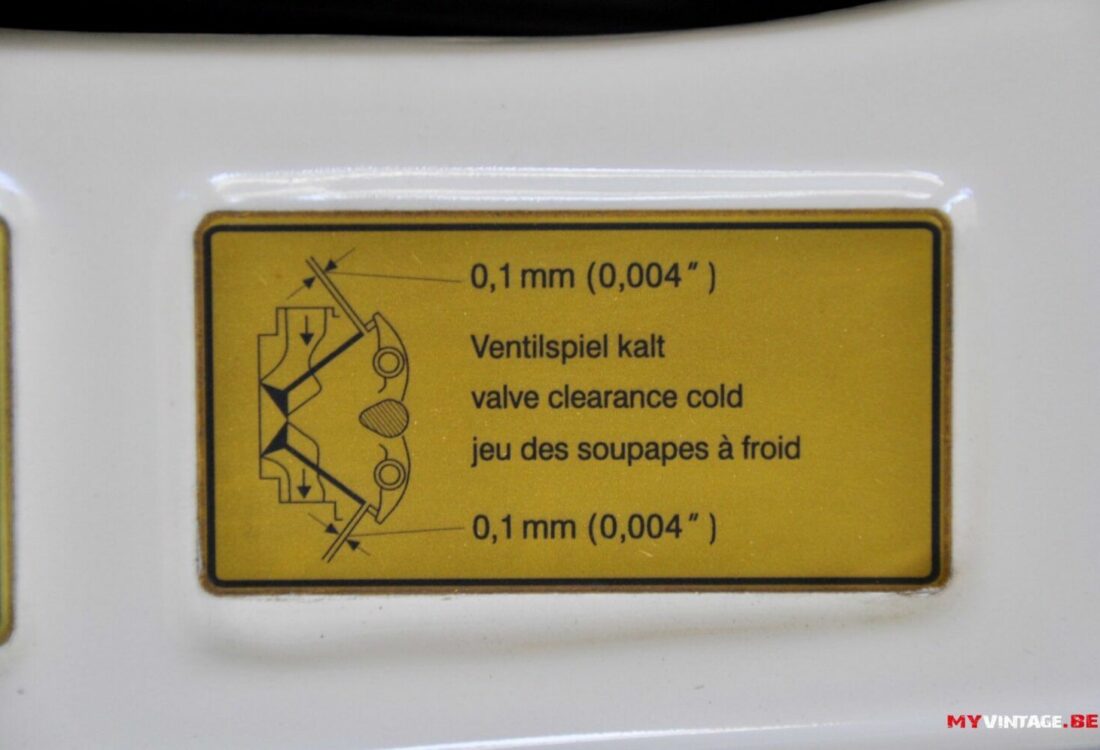 0,1 mm (0,004")
Ventilspiel kalt
valve clearance cold
jeu des soupapes à froid
0,1 mm (0,004")
MYVINTAGE.BE